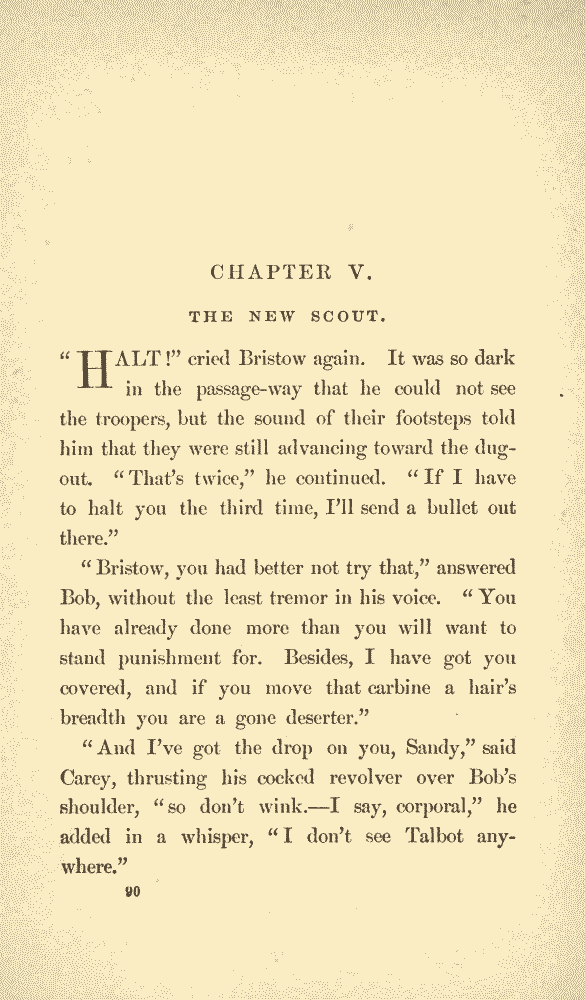 CHAPTER V.
THE NEW SCOUT.
“HALT!” cried Bristow again. It was so dark
in the passage-way that he could not see
the troopers, but the sound of their footsteps told
him that they were still advancing toward the dug-
out. “That’s twice,” he continued. “If I have
to halt you the third time, I’ll send a bullet out
there.”
“Bristow, you had better not try that,” answered
Bob, without the least tremor in his voice. “You
have already done more than you will want to
stand punishment for. Besides, I have got you
covered, and if you move that carbine a hair’s
breadth you are a gone deserter.”
“And I’ve got the drop on you, Sandy,” said
Carey, thrusting his cocked revolver over Bob’s
shoulder, “so don’t wink.—I say, corporal,” he
added in a whisper, “I don’t see Talbot any-
where.”
90